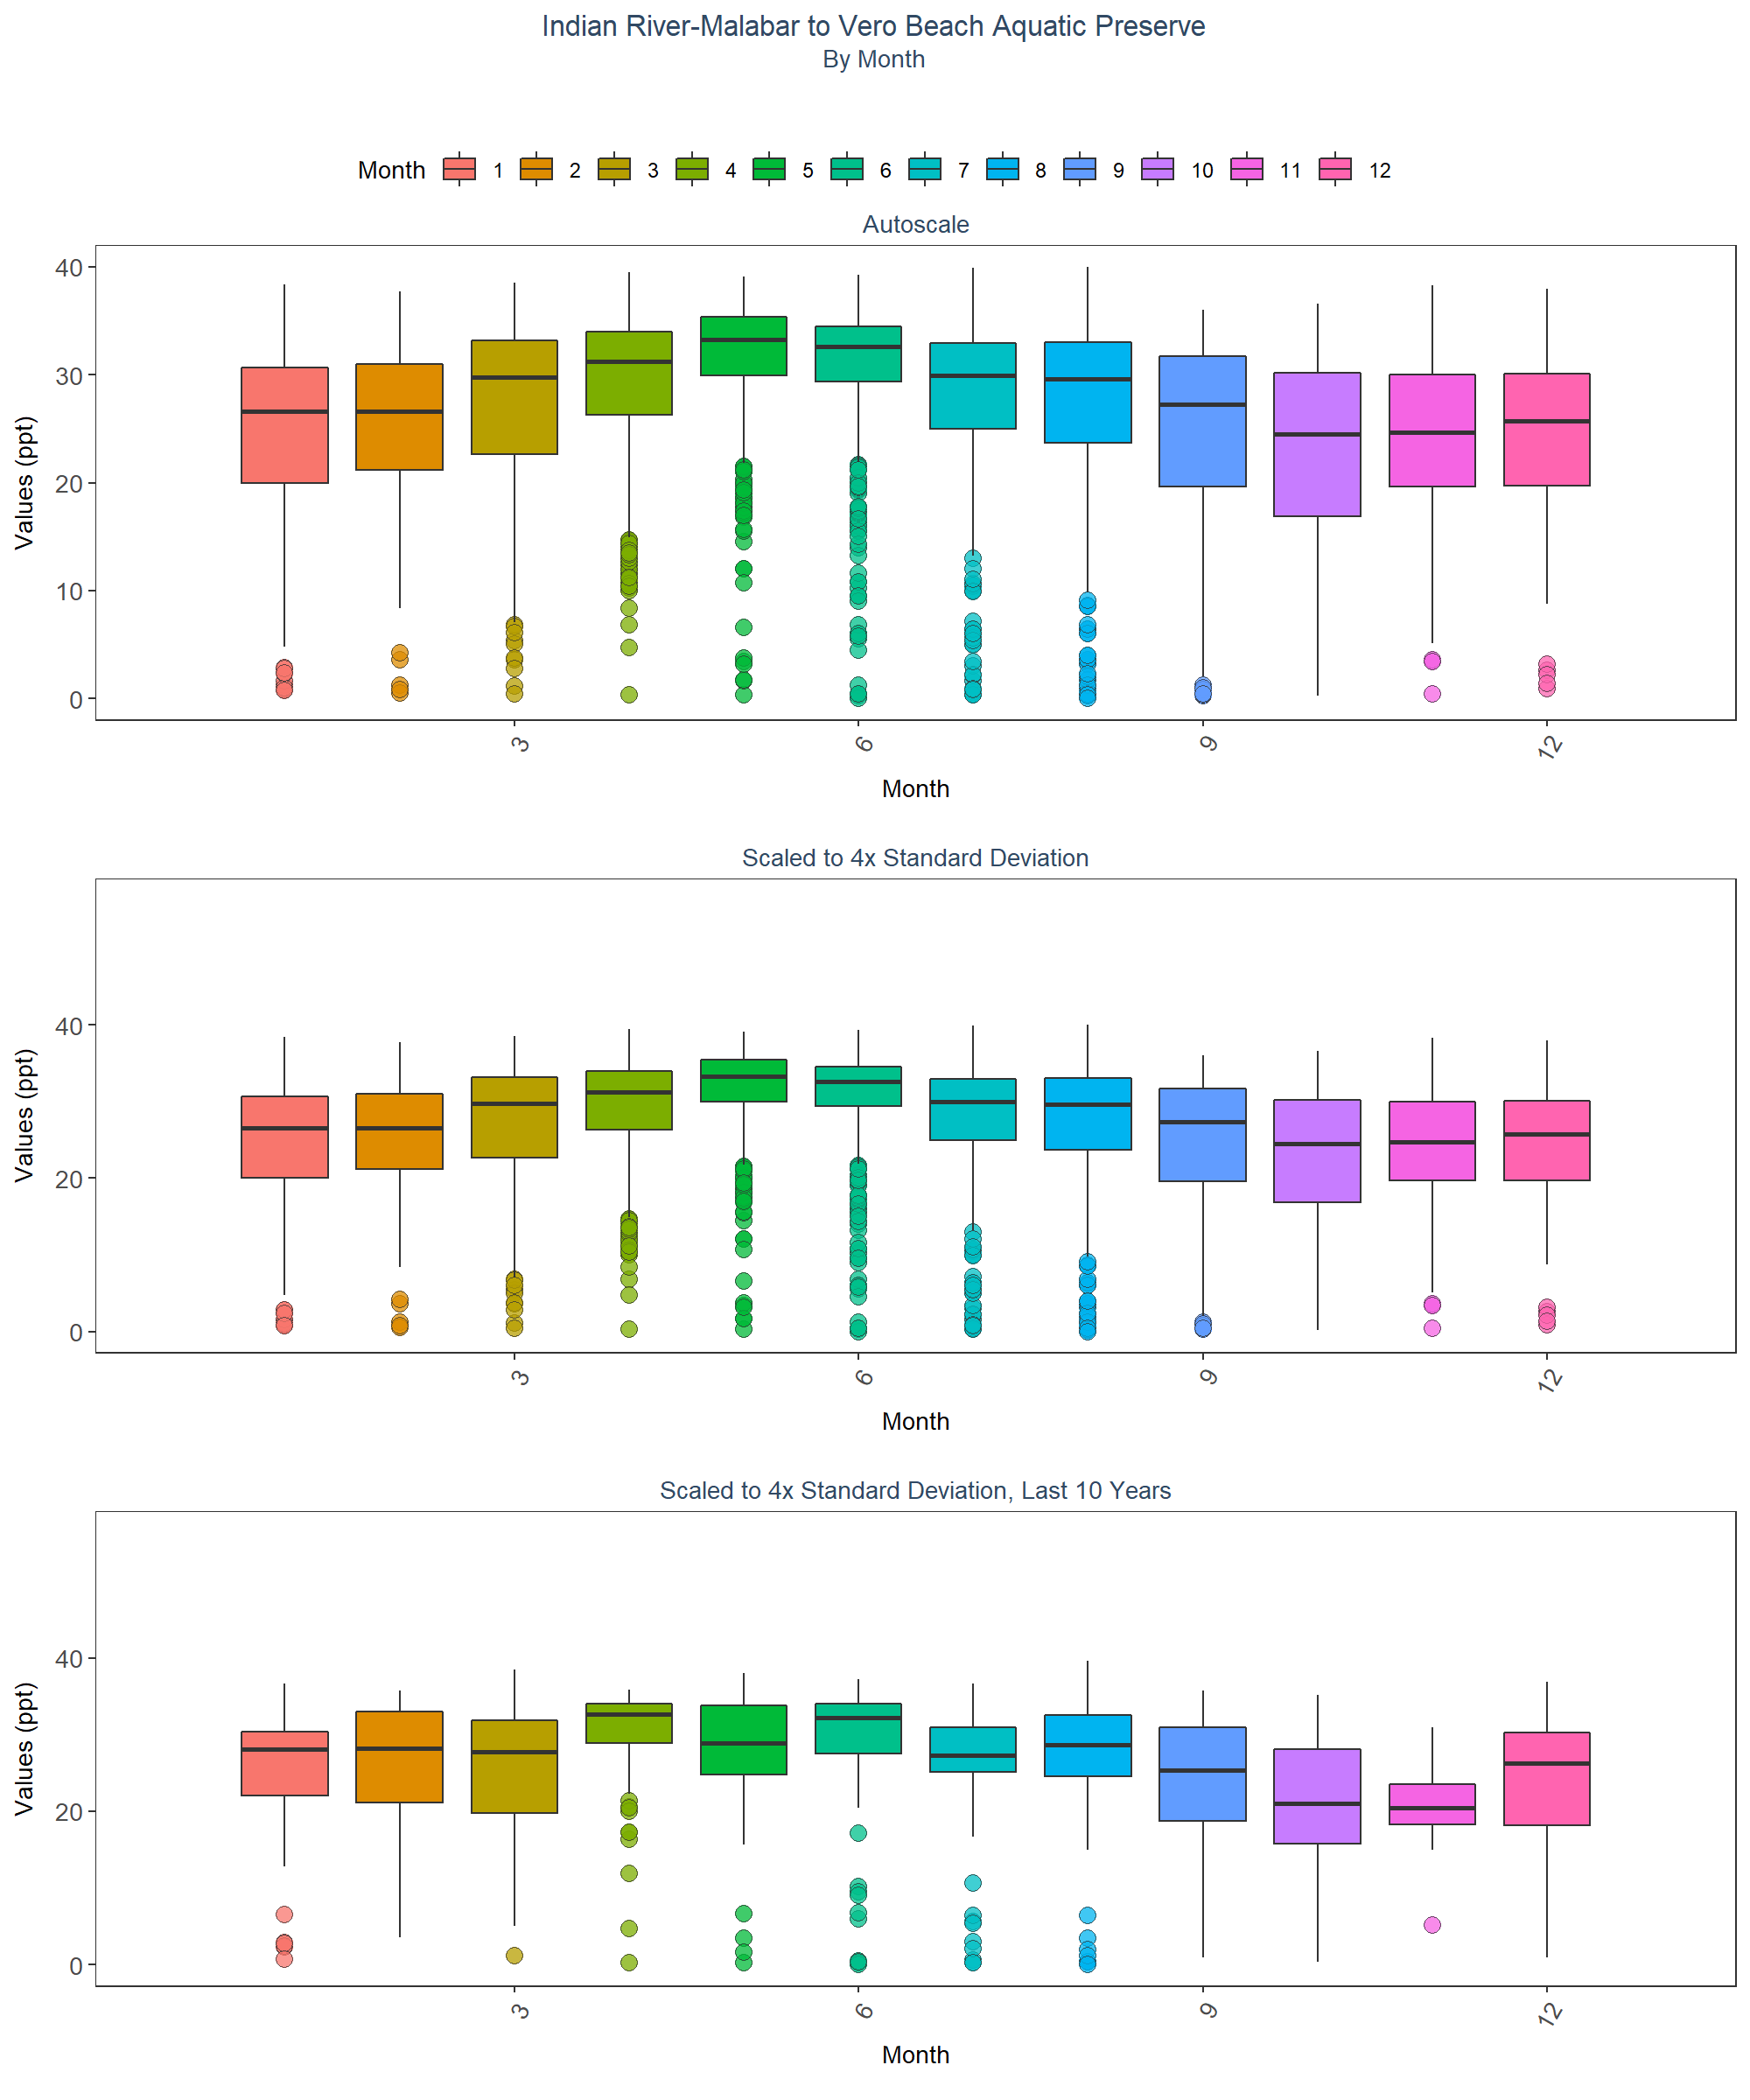 Indian River-Malabar to Vero Beach Aquatic Preserve
By Month
Month 1 2 3 4 5 6 7 8 9 10 11 12
Autoscale
Values (ppt)
40
30
20
10
0
3 6 9 12
Month
Scaled to 4x Standard Deviation
Values (ppt)
40
20
0
3 6 9 12
Month
Scaled to 4x Standard Deviation, Last 10 Years
Values (ppt)
40
20
0
3 6 9 12
Month